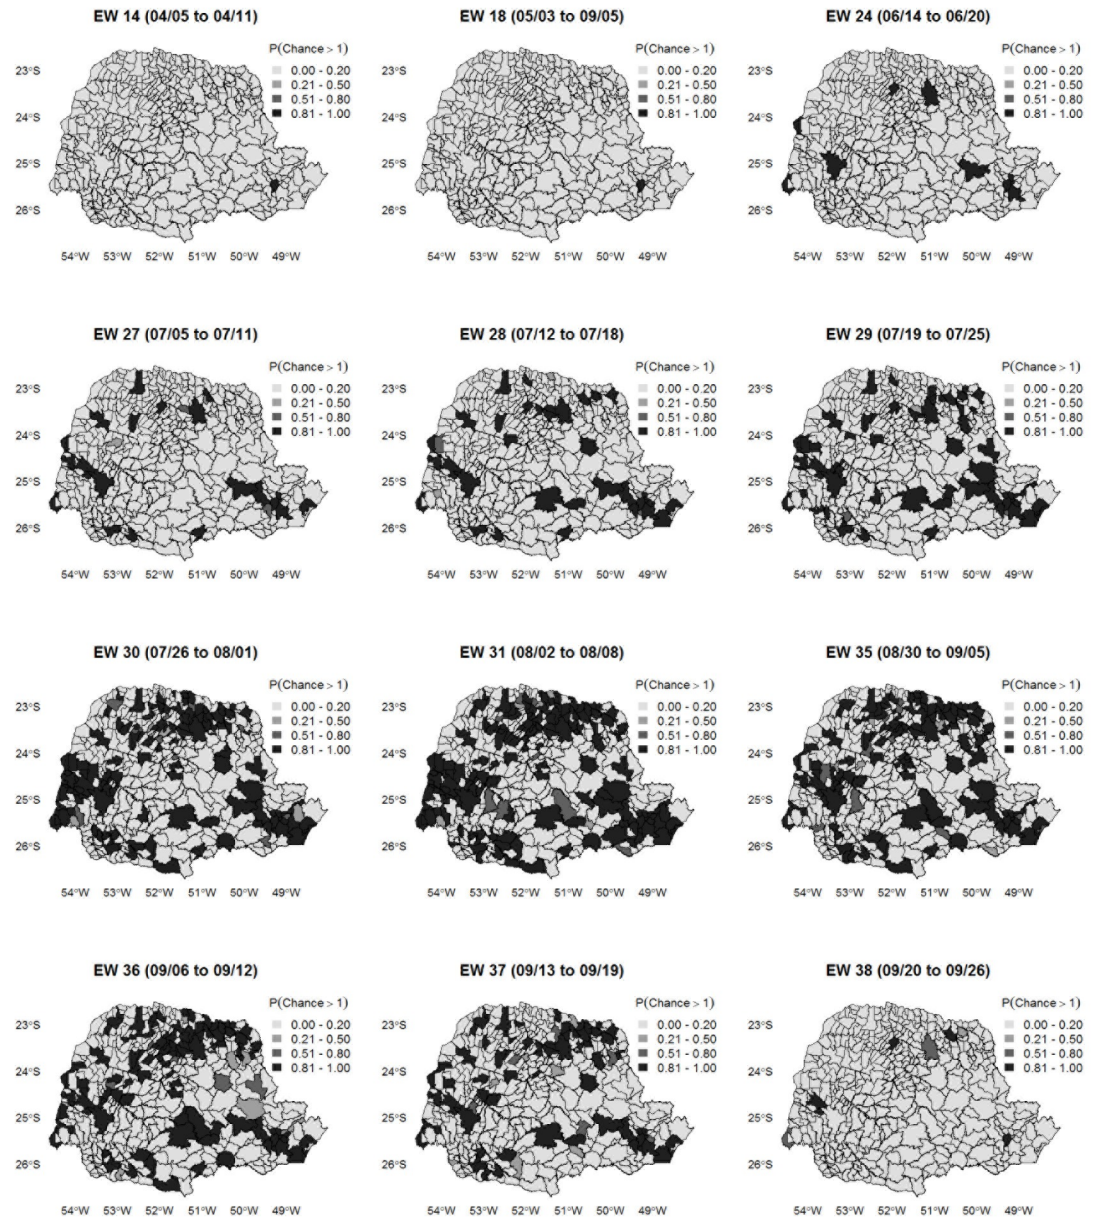 EW 14 (04/05 to 04/11)
P(Chance > 1)
0.00 - 0.20
0.21 - 0.50
0.51 - 0.80
0.81 - 1.00
23°S
24°S
25°S
26°S
54°W 53°W 52°W 51°W 50°W 49°W
EW 18 (05/03 to 09/05)
P(Chance > 1)
0.00 - 0.20
0.21 - 0.50
0.51 - 0.80
0.81 - 1.00
23°S
24°S
25°S
26°S
54°W 53°W 52°W 51°W 50°W 49°W
EW 24 (06/14 to 06/20)
P(Chance > 1)
0.00 - 0.20
0.21 - 0.50
0.51 - 0.80
0.81 - 1.00
23°S
24°S
25°S
26°S
54°W 53°W 52°W 51°W 50°W 49°W
EW 27 (07/05 to 07/11)
P(Chance > 1)
0.00 - 0.20
0.21 - 0.50
0.51 - 0.80
0.81 - 1.00
23°S
24°S
25°S
26°S
54°W 53°W 52°W 51°W 50°W 49°W
EW 28 (07/12 to 07/18)
P(Chance > 1)
0.00 - 0.20
0.21 - 0.50
0.51 - 0.80
0.81 - 1.00
23°S
24°S
25°S
26°S
54°W 53°W 52°W 51°W 50°W 49°W
EW 29 (07/19 to 07/25)
P(Chance > 1)
0.00 - 0.20
0.21 - 0.50
0.51 - 0.80
0.81 - 1.00
23°S
24°S
25°S
26°S
54°W 53°W 52°W 51°W 50°W 49°W
EW 30 (07/26 to 08/01)
P(Chance > 1)
0.00 - 0.20
0.21 - 0.50
0.51 - 0.80
0.81 - 1.00
23°S
24°S
25°S
26°S
54°W 53°W 52°W 51°W 50°W 49°W
EW 31 (08/02 to 08/08)
P(Chance > 1)
0.00 - 0.20
0.21 - 0.50
0.51 - 0.80
0.81 - 1.00
23°S
24°S
25°S
26°S
54°W 53°W 52°W 51°W 50°W 49°W
EW 35 (08/30 to 09/05)
P(Chance > 1)
0.00 - 0.20
0.21 - 0.50
0.51 - 0.80
0.81 - 1.00
23°S
24°S
25°S
26°S
54°W 53°W 52°W 51°W 50°W 49°W
EW 36 (09/06 to 09/12)
P(Chance > 1)
0.00 - 0.20
0.21 - 0.50
0.51 - 0.80
0.81 - 1.00
23°S
24°S
25°S
26°S
54°W 53°W 52°W 51°W 50°W 49°W
EW 37 (09/13 to 09/19)
P(Chance > 1)
0.00 - 0.20
0.21 - 0.50
0.51 - 0.80
0.81 - 1.00
23°S
24°S
25°S
26°S
54°W 53°W 52°W 51°W 50°W 49°W
EW 38 (09/20 to 09/26)
P(Chance > 1)
0.00 - 0.20
0.21 - 0.50
0.51 - 0.80
0.81 - 1.00
23°S
24°S
25°S
26°S
54°W 53°W 52°W 51°W 50°W 49°W